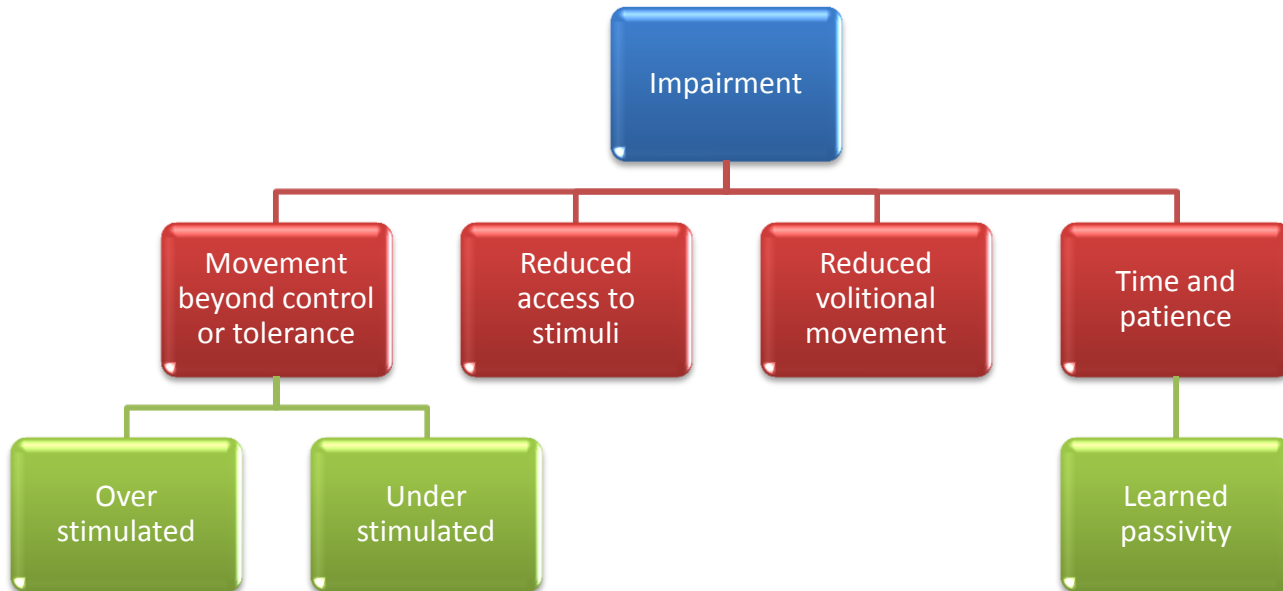 Impairment
Movement
beyond control
or tolerance
Reduced
access to
stimuli
Reduced
volitional
movement
Time and
patience
Over
stimulated
Under
stimulated
Learned
passivity